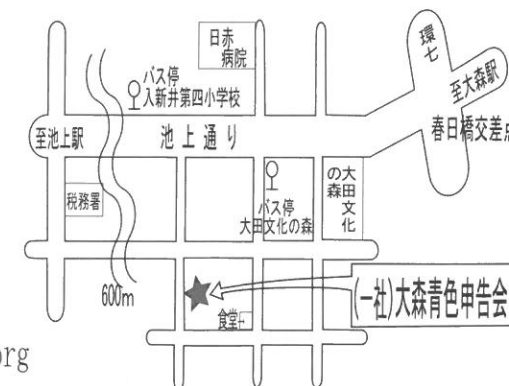 日赤
病院
環七
バス停
入新井第四小学校
至大森駅
至池上駅
池上通り
春日橋交差点
税務署
バス停
大田文化の森
大田文化
の森
600m
(一社)大森青色申告会
食堂
org